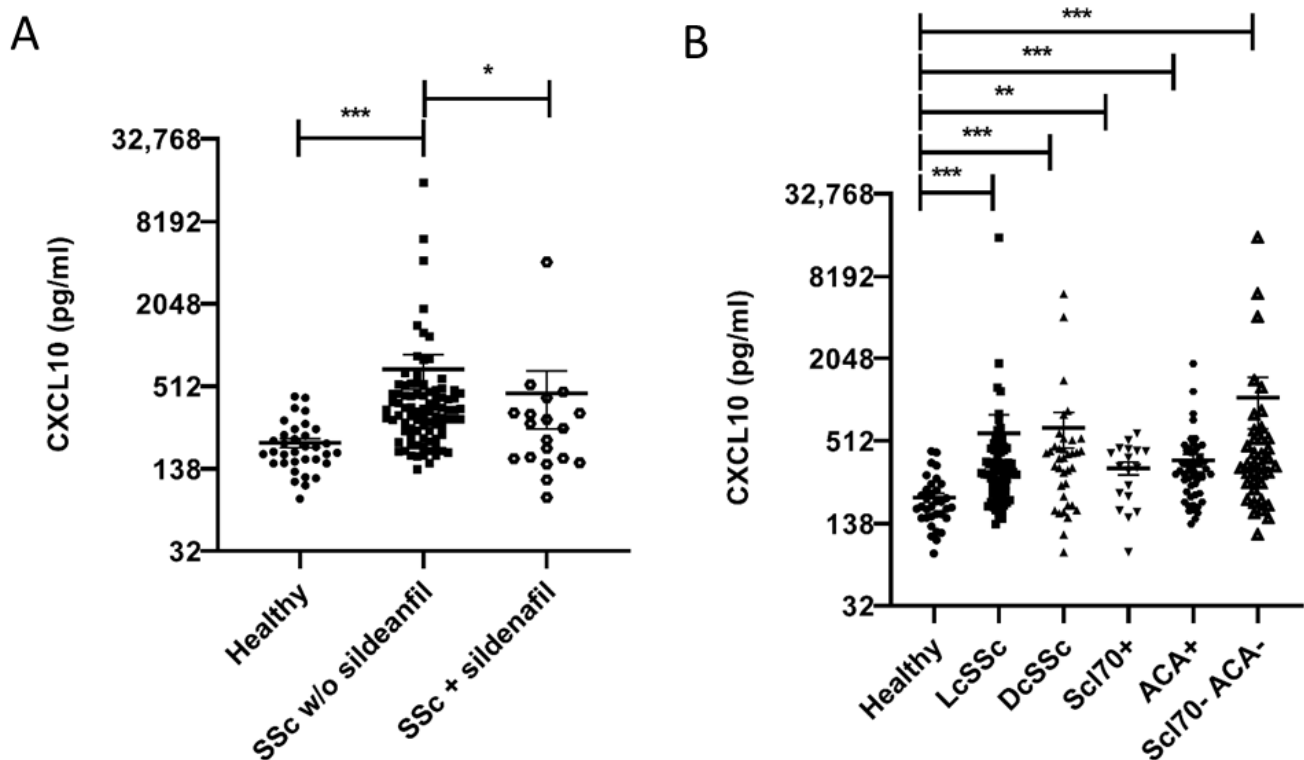 A
***
*
32,768
8192
2048
512
138
32
CXCL10 (pg/ml)
Healthy
SSc w/o sildeanfil
SSc + sildenafil
B
***
***
**
***
***
32,768
8192
2048
512
138
32
CXCL10 (pg/ml)
Healthy
LcSSc
DcSSc
Scl70+
ACA+
Scl70- ACA-